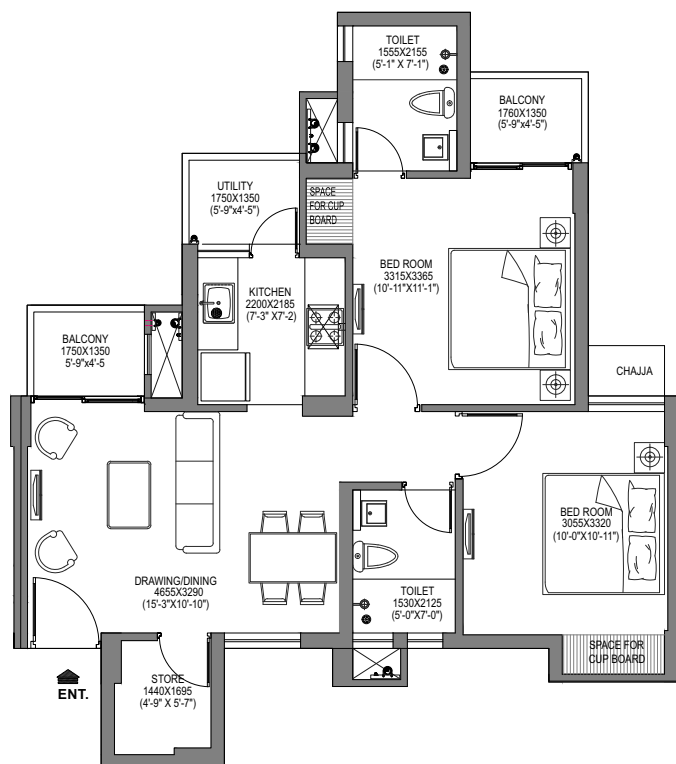 TOILET
1555X2155
(5'-1" X 7'-1")
BALCONY
1760X1350
(5'-9"x4'-5")
UTILITY
1750X1350
(5'-9"x4'-5")
SPACE
FOR CUP
BOARD
BED ROOM
3315X3365
(10'-11"X11'-1")
KITCHEN
2200X2185
(7'-3" X7'-2)
BALCONY
1750X1350
5'-9"x4'-5
CHAJJA
BED ROOM
3055X3320
(10'-0"X10'-11")
DRAWING/DINING
4655X3290
(15'-3"X10'-10")
TOILET
1530X2125
(5'-0"X7'-0")
SPACE FOR
CUP BOARD
STORE
1440X1695
(4'-9" X 5'-7")
ENT.